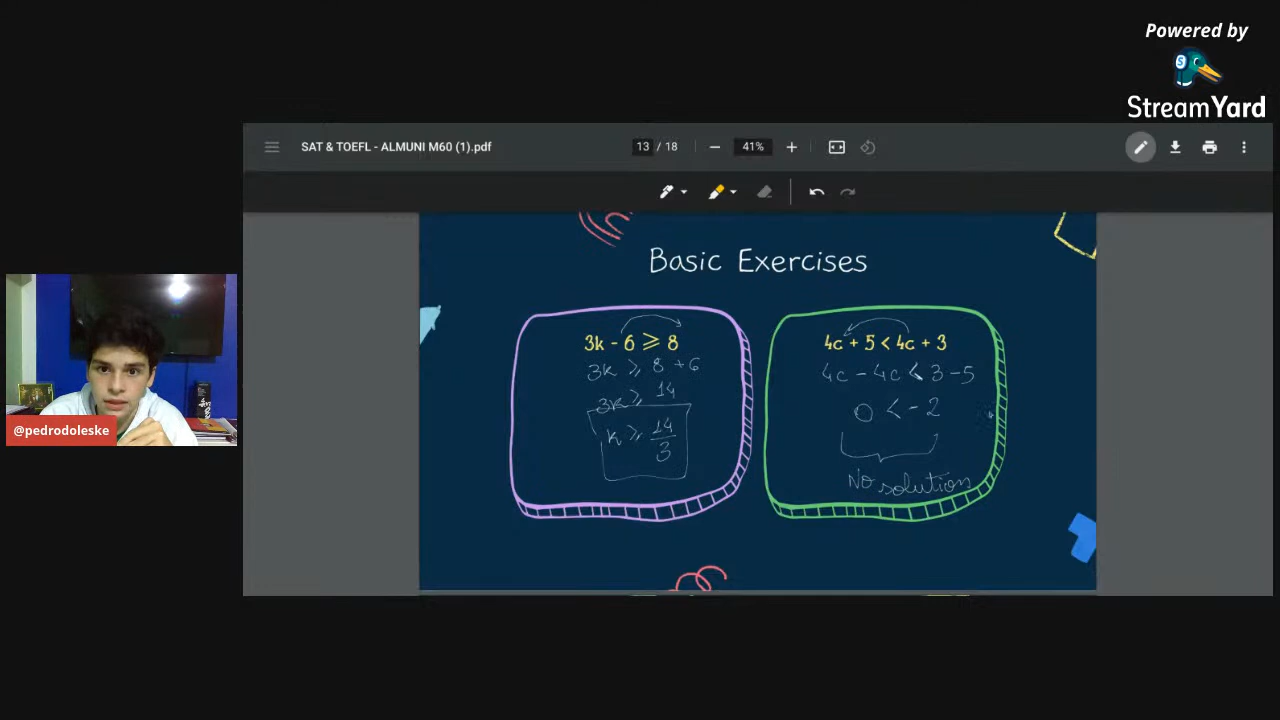 Powered by
StreamYard
SAT & TOEFL - ALMUNI M60 (1).pdf
13 / 18
41%
Basic Exercises
3k - 6 ⩾ 8
3k ⩾ 8 + 6
3k ⩾ 14
k ⩾ 14/3
4c + 5 < 4c + 3
4c - 4c < 3 - 5
0 < - 2
No solution
@pedrodoleske